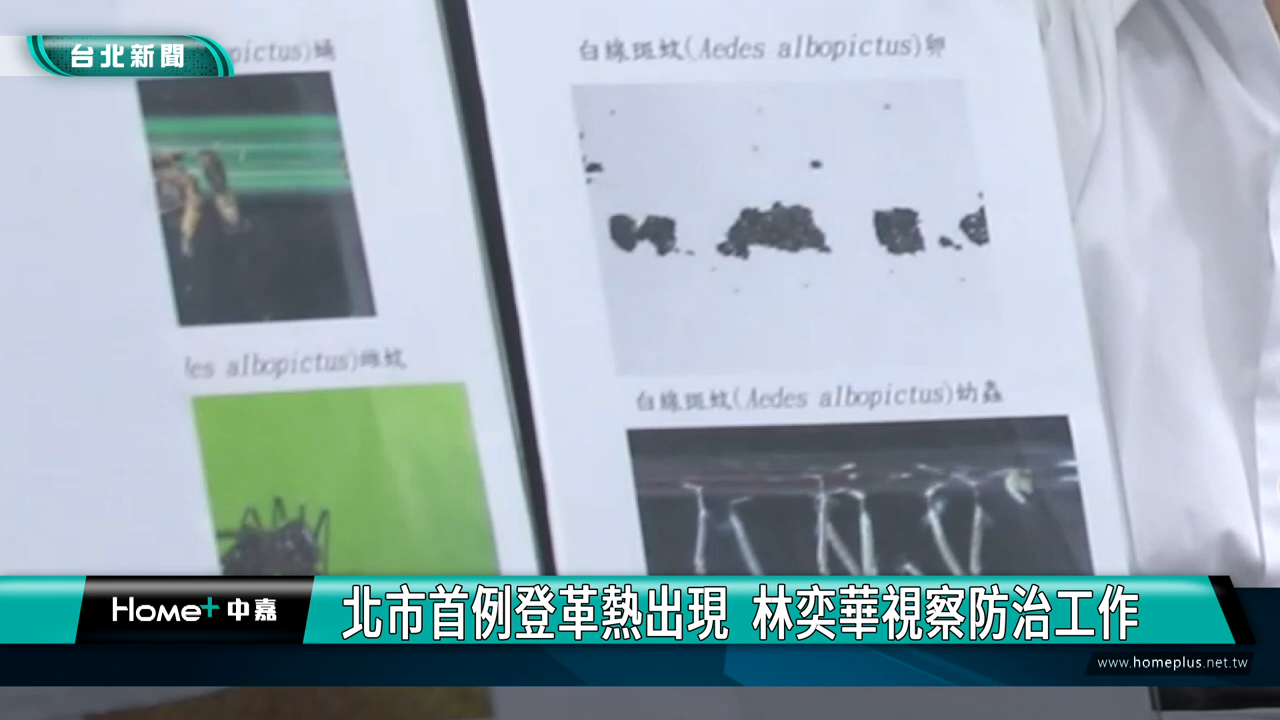 台北新聞
pictus)蛹
白線斑蚊(Aedes albopictus)卵
des albopictus)雌蚊
白線斑蚊(Aedes albopictus)幼蟲
Home+中嘉
北市首例登革熱出現 林奕華視察防治工作
www.homeplus.net.tw